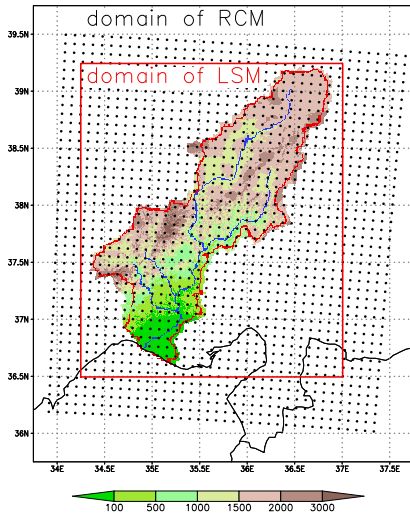 domain of RCM
39.5N
domain of LSM
39N
38.5N
38N
37.5N
37N
36.5N
36N
34E 34.5E 35E 35.5E 36E 36.5E 37E 37.5E
100 500 1000 1500 2000 3000